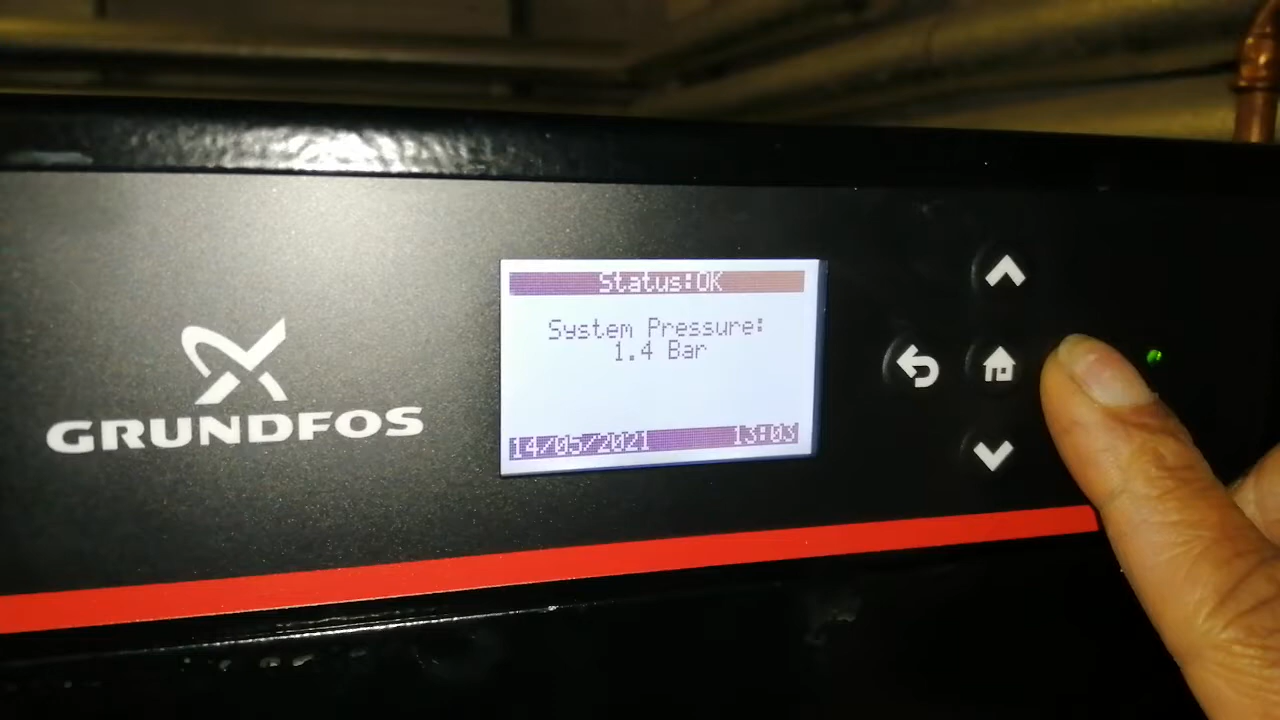 GRUNDFOS
Status:OK
System Pressure:
1.4 Bar
14/05/2021 13:03